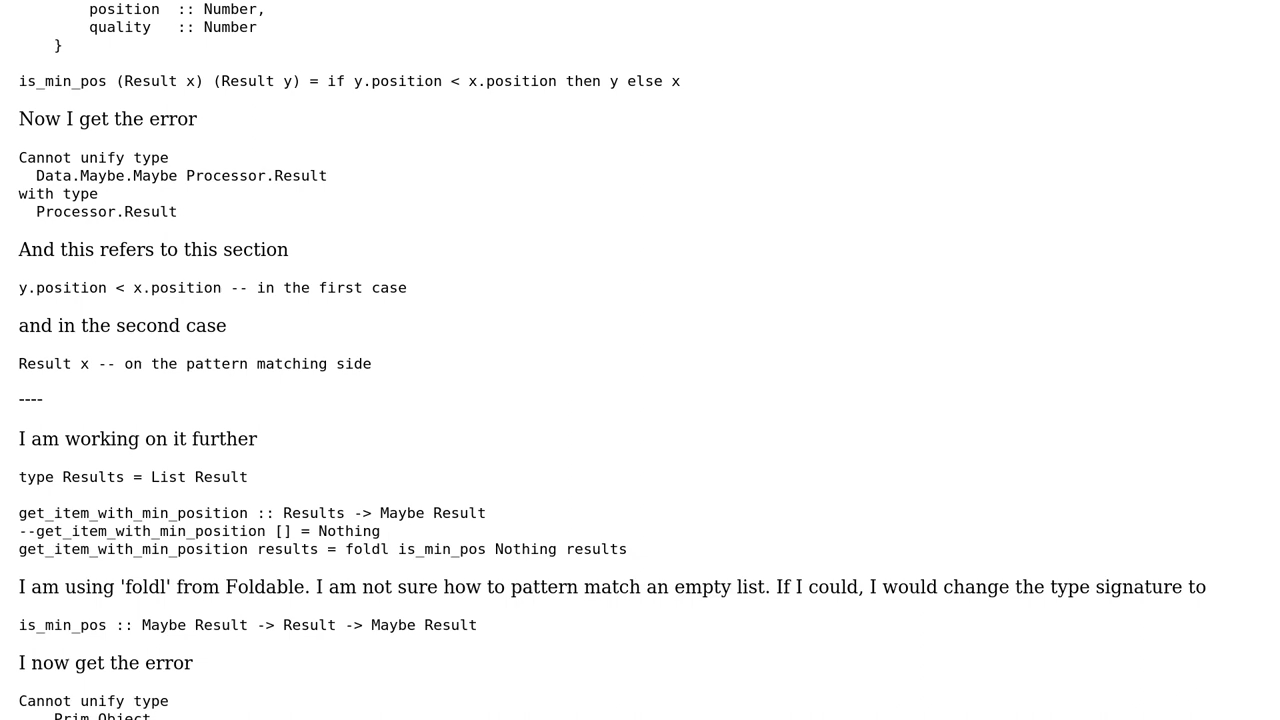 position  :: Number,
quality   :: Number
}
is_min_pos (Result x) (Result y) = if y.position < x.position then y else x
Now I get the error
Cannot unify type
Data.Maybe.Maybe Processor.Result
with type
Processor.Result
And this refers to this section
y.position < x.position -- in the first case
and in the second case
Result x -- on the pattern matching side
----
I am working on it further
type Results = List Result
get_item_with_min_position :: Results -> Maybe Result
--get_item_with_min_position [] = Nothing
get_item_with_min_position results = foldl is_min_pos Nothing results
I am using 'foldl' from Foldable. I am not sure how to pattern match an empty list. If I could, I would change the type signature to
is_min_pos :: Maybe Result -> Result -> Maybe Result
I now get the error
Cannot unify type
Prim.Object